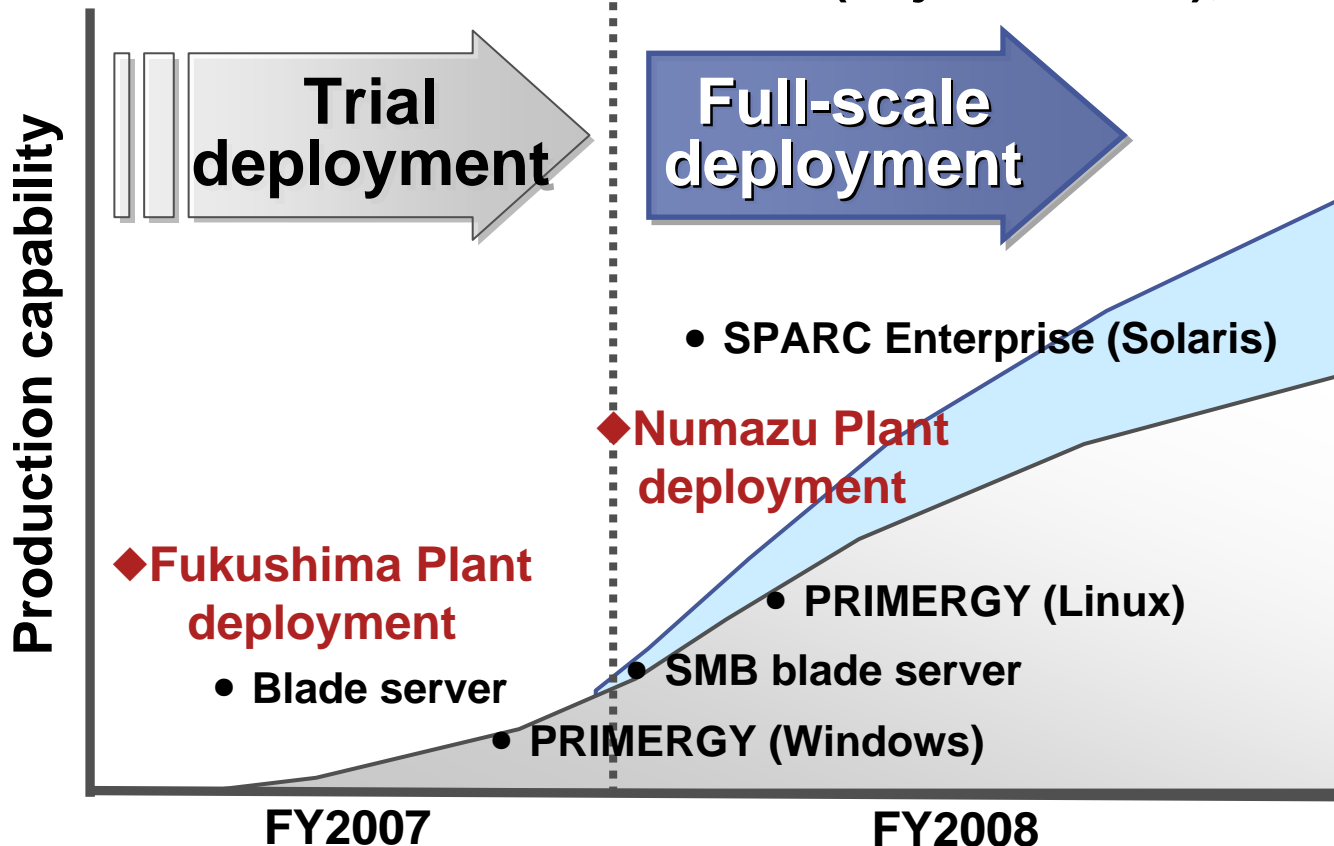 Trial
deployment
Full-scale
deployment
Production capability
• SPARC Enterprise (Solaris)
◆Numazu Plant
deployment
◆Fukushima Plant
deployment
• PRIMERGY (Linux)
• SMB blade server
• Blade server
• PRIMERGY (Windows)
FY2007
FY2008